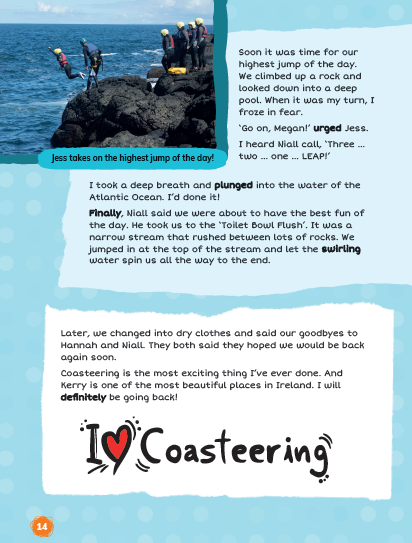 Soon it was time for our
highest jump of the day.
We climbed up a rock and
looked down into a deep
pool. When it was my turn, I
froze in fear.
‘Go on, Megan!’ urged Jess.
I heard Niall call, ‘Three ...
two ... one ... LEAP!’
Jess takes on the highest jump of the day!
I took a deep breath and plunged into the water of the
Atlantic Ocean. I’d done it!
Finally, Niall said we were about to have the best fun of
the day. He took us to the ‘Toilet Bowl Flush’. It was a
narrow stream that rushed between lots of rocks. We
jumped in at the top of the stream and let the swirling
water spin us all the way to the end.
Later, we changed into dry clothes and said our goodbyes to
Hannah and Niall. They both said they hoped we would be back
again soon.
Coasteering is the most exciting thing I’ve ever done. And
Kerry is one of the most beautiful places in Ireland. I will
definitely be going back!
I Coasteering
14